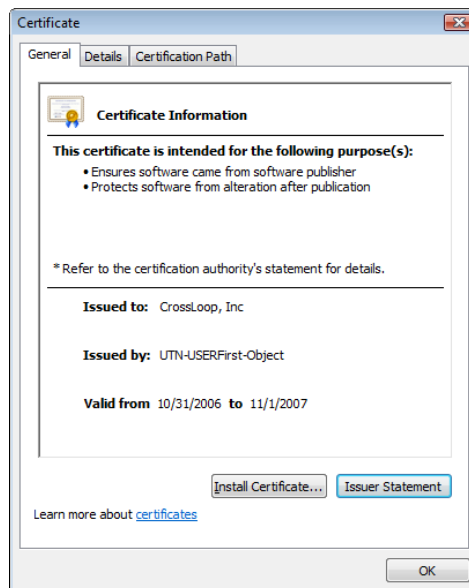 Certificate
General Details Certification Path
Certificate Information
This certificate is intended for the following purpose(s):
• Ensures software came from software publisher
• Protects software from alteration after publication
* Refer to the certification authority's statement for details.
Issued to: CrossLoop, Inc
Issued by: UTN-USERFirst-Object
Valid from 10/31/2006 to 11/1/2007
Install Certificate... Issuer Statement
Learn more about certificates
OK